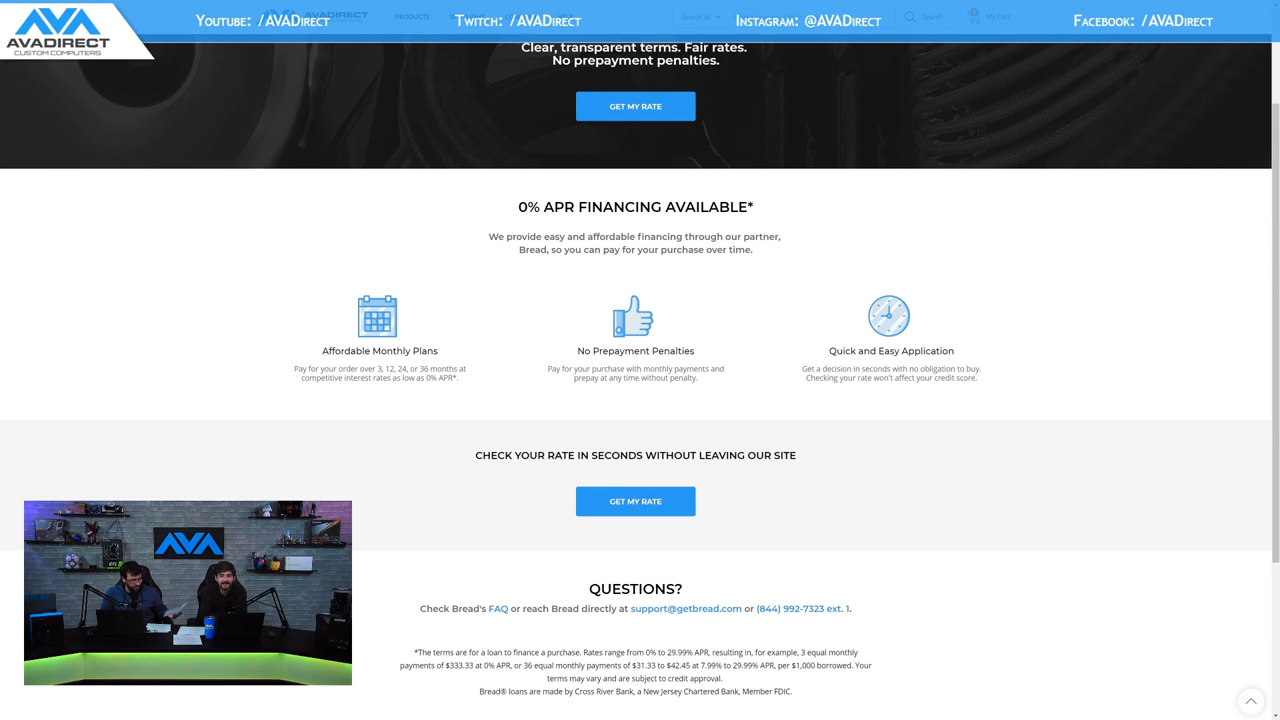 YOUTUBE: /AVADIRECT
TWITCH: /AVADIRECT
INSTAGRAM: @AVADIRECT
FACEBOOK: /AVADIRECT
AVADIRECT
PRODUCTS
Search all
Search
My Cart
AVADIRECT
CUSTOM COMPUTERS
Clear, transparent terms. Fair rates.
No prepayment penalties.
GET MY RATE
0% APR FINANCING AVAILABLE*
We provide easy and affordable financing through our partner,
Bread, so you can pay for your purchase over time.
Affordable Monthly Plans
Pay for your order over 3, 12, 24, or 36 months at
competitive interest rates as low as 0% APR*.
No Prepayment Penalties
Pay for your purchase with monthly payments and
prepay at any time without penalty.
Quick and Easy Application
Get a decision in seconds with no obligation to buy.
Checking your rate won't affect your credit score.
CHECK YOUR RATE IN SECONDS WITHOUT LEAVING OUR SITE
GET MY RATE
AVA
QUESTIONS?
Check Bread's FAQ or reach Bread directly at support@getbread.com or (844) 992-7323 ext. 1.
*The terms are for a loan to finance a purchase. Rates range from 0% to 29.99% APR, resulting in, for example, 3 equal monthly
payments of $333.33 at 0% APR, or 36 equal monthly payments of $31.33 to $42.45 at 7.99% to 29.99% APR, per $1,000 borrowed. Your
terms may vary and are subject to credit approval.
Bread® loans are made by Cross River Bank, a New Jersey Chartered Bank, Member FDIC.